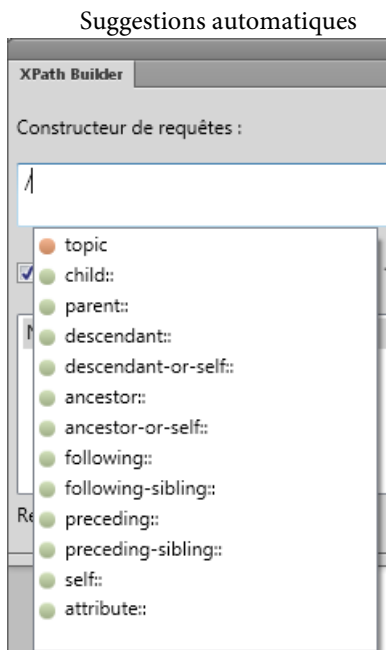 Suggestions automatiques
XPath Builder
Constructeur de requêtes :
/
topic
child::
parent::
descendant::
descendant-or-self::
ancestor::
ancestor-or-self::
following::
following-sibling::
preceding::
Re
preceding-sibling::
self::
attribute::